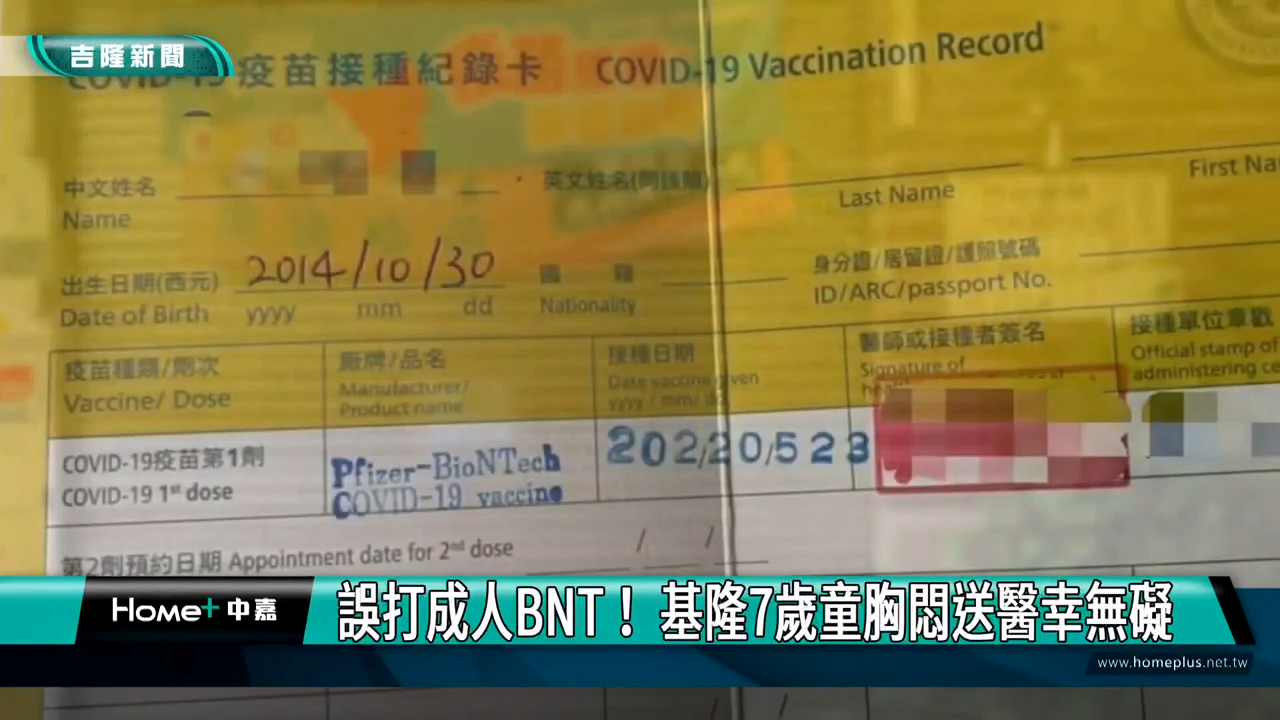 吉隆新聞
COVID-19疫苗接種紀錄卡 COVID-19 Vaccination Record
中文姓名
Name
英文姓名(同護照)
Last Name
First Na
出生日期(西元) 2014/10/30
Date of Birth yyyy mm dd
國 籍
Nationality
身分證/居留證/護照號碼
ID/ARC/passport No.
疫苗種類/劑次
Vaccine/ Dose
廠牌/品名
Manufacturer/
Product name
接種日期
Date vaccine given
yyyy / mm/ dd
醫師或接種者簽名
Signature of
接種單位章戳
Official stamp of
administering ce
COVID-19疫苗第1劑
COVID-19 1st dose
Pfizer-BioNTech
COVID-19 vaccine
202/20/523
第2劑預約日期 Appointment date for 2nd dose / /
Home+中嘉
誤打成人BNT！基隆7歲童胸悶送醫幸無礙
www.homeplus.net.tw